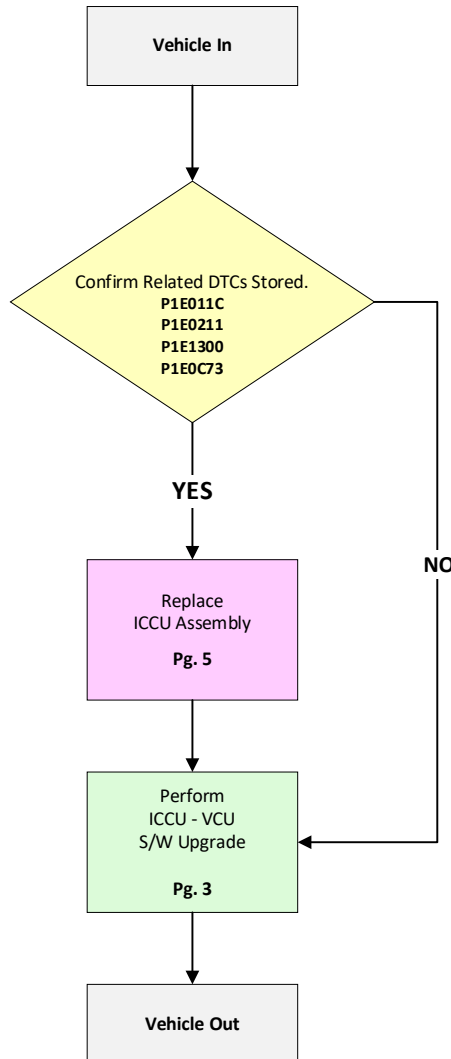 Vehicle In
Confirm Related DTCs Stored.
P1E011C
P1E0211
P1E1300
P1E0C73
YES
NO
Replace
ICCU Assembly
Pg. 5
Perform
ICCU - VCU
S/W Upgrade
Pg. 3
Vehicle Out